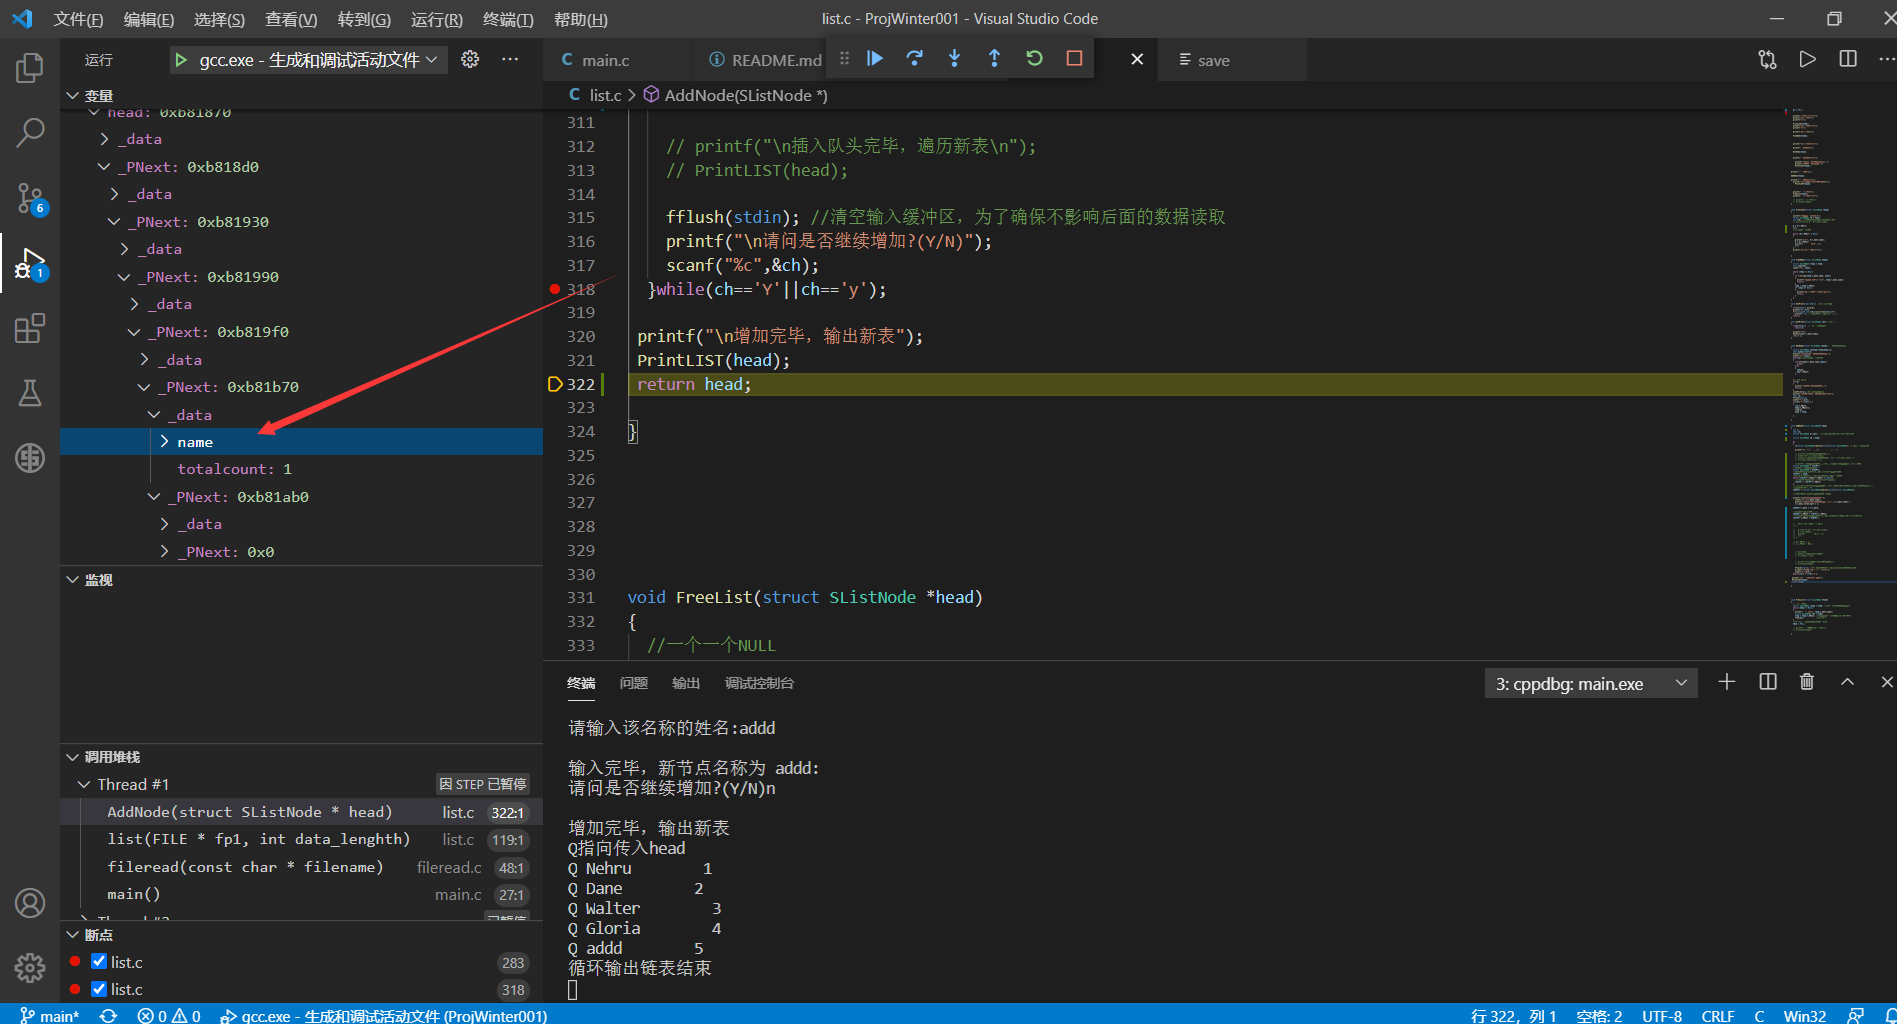 文件(F) 编辑(E) 选择(S) 查看(V) 转到(G) 运行(R) 终端(T) 帮助(H)
list.c - ProjWinter001 - Visual Studio Code
运行
gcc.exe - 生成和调试活动文件
变量
head: 0xb81870
_data
_PNext: 0xb818d0
_data
_PNext: 0xb81930
_data
_PNext: 0xb81990
_data
_PNext: 0xb819f0
_data
_PNext: 0xb81b70
_data
name
totalcount: 1
_PNext: 0xb81ab0
_data
_PNext: 0x0
监视
调用堆栈
Thread #1 因 STEP 已暂停
AddNode(struct SListNode * head) list.c 322:1
list(FILE * fp1, int data_lenghth) list.c 119:1
fileread(const char * filename) fileread.c 48:1
main() main.c 27:1
Thread #2 已暂停
断点
list.c 283
list.c 318
6
1
C main.c
README.md
save
C list.c > AddNode(SListNode *)
311
312 // printf("\n插入队头完毕，遍历新表\n");
313 // PrintLIST(head);
314
315 fflush(stdin); //清空输入缓冲区，为了确保不影响后面的数据读取
316 printf("\n请问是否继续增加?(Y/N)");
317 scanf("%c",&ch);
318 }while(ch=='Y'||ch=='y');
319
320 printf("\n增加完毕，输出新表");
321 PrintLIST(head);
322 return head;
323
324 }
325
326
327
328
329
330
331 void FreeList(struct SListNode *head)
332 {
333 //一个一个NULL
终端 问题 输出 调试控制台
3: cppdbg: main.exe
请输入该名称的姓名:addd
输入完毕，新节点名称为 addd:
请问是否继续增加?(Y/N)n
增加完毕，输出新表
Q指向传入head
Q Nehru 1
Q Dane 2
Q Walter 3
Q Gloria 4
Q addd 5
循环输出链表结束
main* 0 0 gcc.exe - 生成和调试活动文件 (ProjWinter001)
行 322，列 1 空格: 2 UTF-8 CRLF C Win32